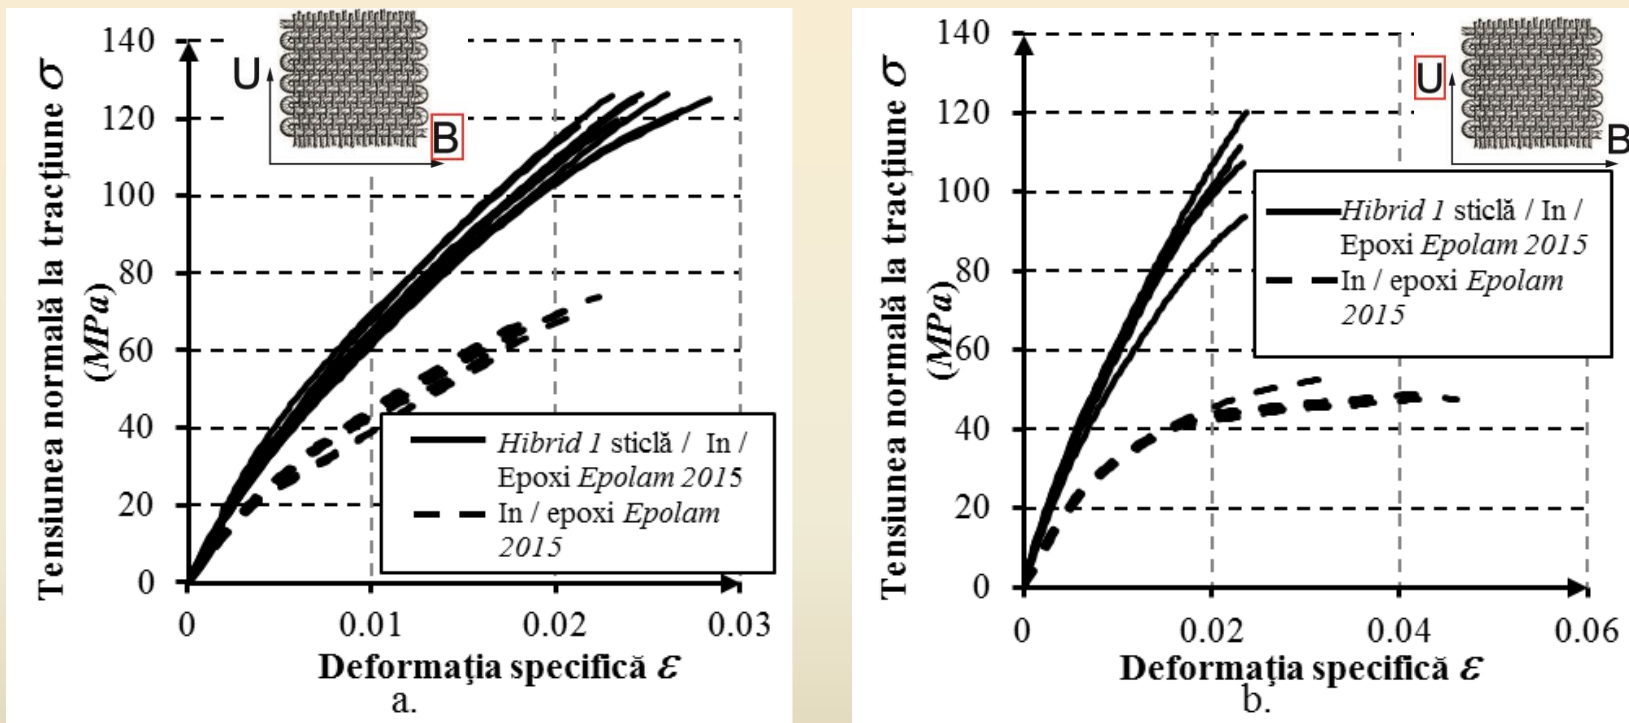 Tensiunea normală la tracțiune σ
(MPa)
140
120
100
80
60
40
20
0
U
B
Hibrid 1 sticlă / In /
Epoxi Epolam 2015
In / epoxi Epolam
2015
0
0.01
0.02
0.03
Deformaţia specifică ε
a.
Tensiunea normală la tracțiune σ
(MPa)
140
120
100
80
60
40
20
0
U
B
Hibrid 1 sticlă / In /
Epoxi Epolam 2015
In / epoxi Epolam
2015
0
0.02
0.04
0.06
Deformaţia specifică ε
b.